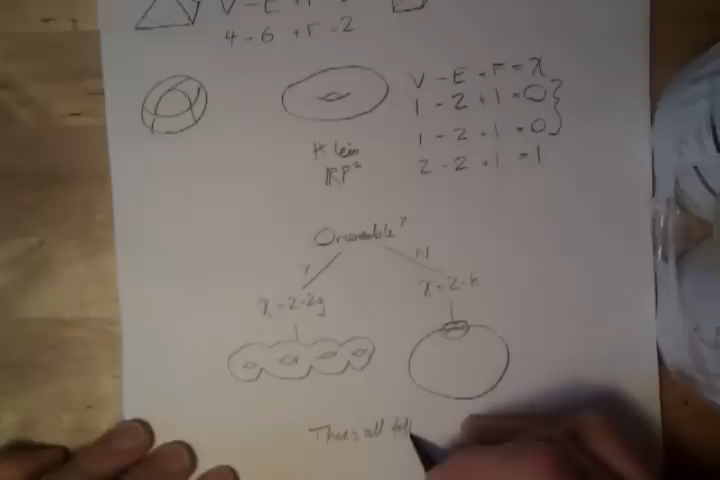 4 - 6 + F = 2
V - E + F = χ
1 - 2 + 1 = 0
Klein
1 - 2 + 1 = 0
RP²
2 - 2 + 1 = 1
Orientable?
Y
N
χ = 2 - 2g
χ = 2 - k
That's all fol